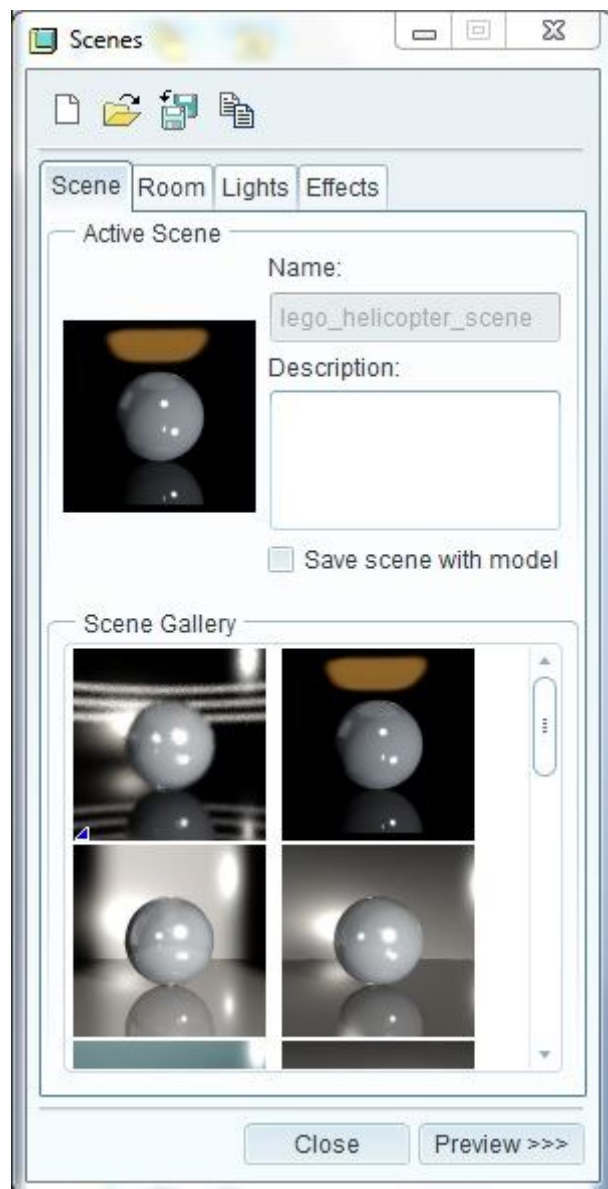 Scenes
Scene Room Lights Effects
Active Scene
Name:
lego_helicopter_scene
Description:
Save scene with model
Scene Gallery
Close Preview >>>